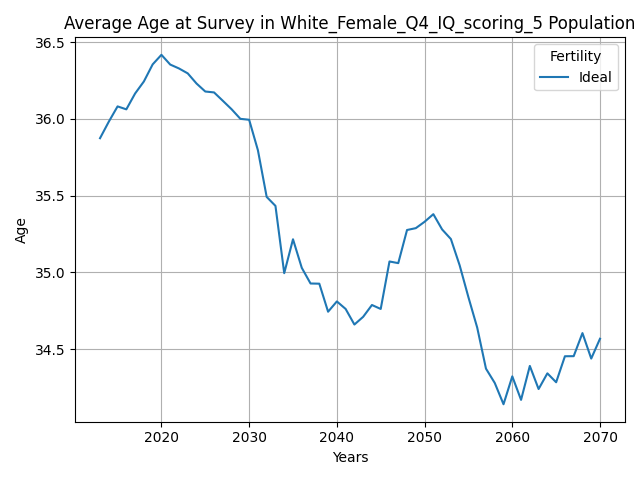 Average Age at Survey in White_Female_Q4_IQ_scoring_5 Population
Fertility
Ideal
36.5
36.0
35.5
35.0
34.5
Age
2020 2030 2040 2050 2060 2070
Years